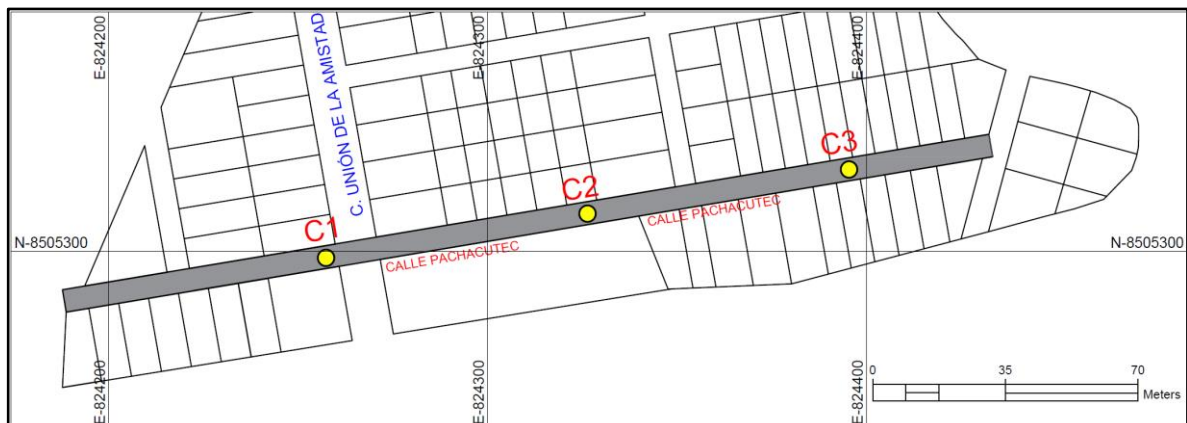 E-824200
C. UNIÓN DE LA AMISTAD
E-824300
E-824400
C3
C2
CALLE PACHACUTEC
C1
N-8505300
N-8505300
CALLE PACHACUTEC
E-824200
E-824300
E-824400
0 35 70
Meters